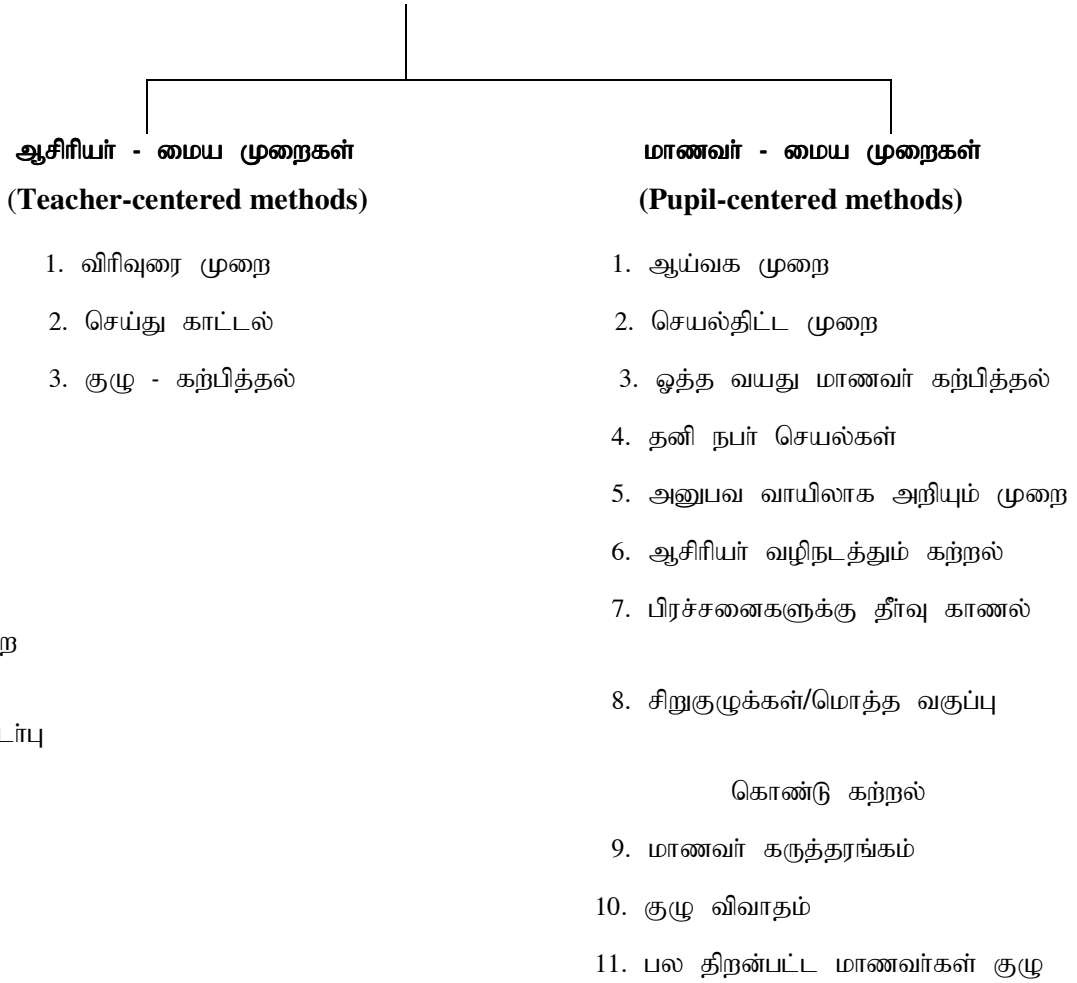 ஆசிரியர் - மைய முறைகள்
(Teacher-centered methods)
1. விரிவுரை முறை
2. செய்து காட்டல்
3. குழு - கற்பித்தல்
மாணவர் - மைய முறைகள்
(Pupil-centered methods)
1. ஆய்வக முறை
2. செயல்திட்ட முறை
3. ஓத்த வயது மாணவர் கற்பித்தல்
4. தனி நபர் செயல்கள்
5. அனுபவ வாயிலாக அறியும் முறை
6. ஆசிரியர் வழிநடத்தும் கற்றல்
7. பிரச்சனைகளுக்கு தீர்வு காணல்
8. சிறுகுழுக்கள்/மொத்த வகுப்பு
கொண்டு கற்றல்
9. மாணவர் கருத்தரங்கம்
10. குழு விவாதம்
11. பல திறன்பட்ட மாணவர்கள் குழு